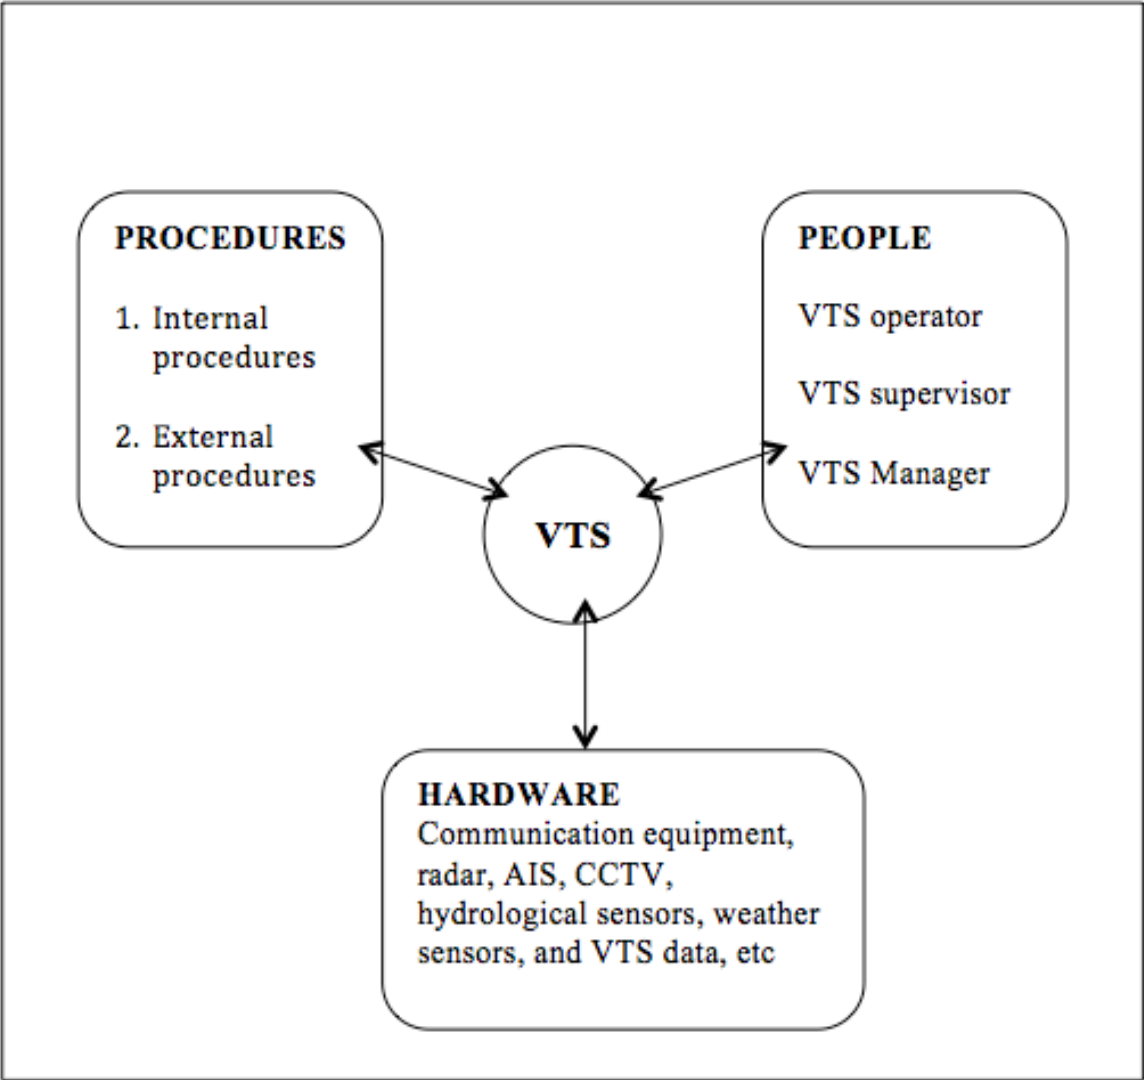 PROCEDURES
1. Internal
procedures
2. External
procedures
PEOPLE
VTS operator
VTS supervisor
VTS Manager
VTS
HARDWARE
Communication equipment,
radar, AIS, CCTV,
hydrological sensors, weather
sensors, and VTS data, etc